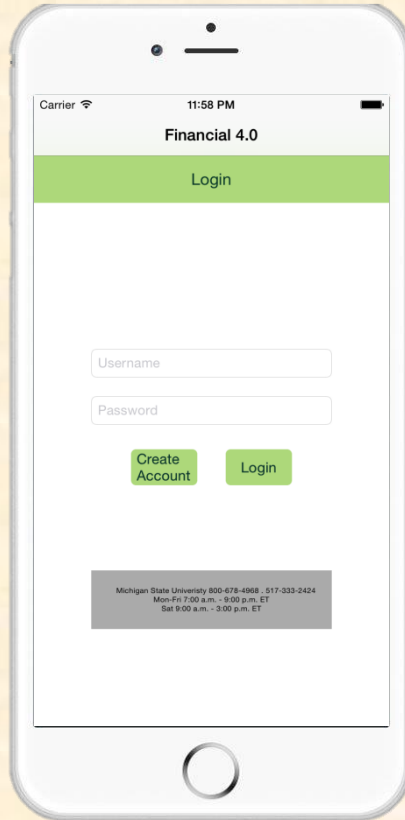 Carrier 11:58 PM
Financial 4.0
Login
Username
Password
Create
Account
Login
Michigan State Univeristy 800-678-4968 . 517-333-2424
Mon-Fri 7:00 a.m. - 9:00 p.m. ET
Sat 9:00 a.m. - 3:00 p.m. ET